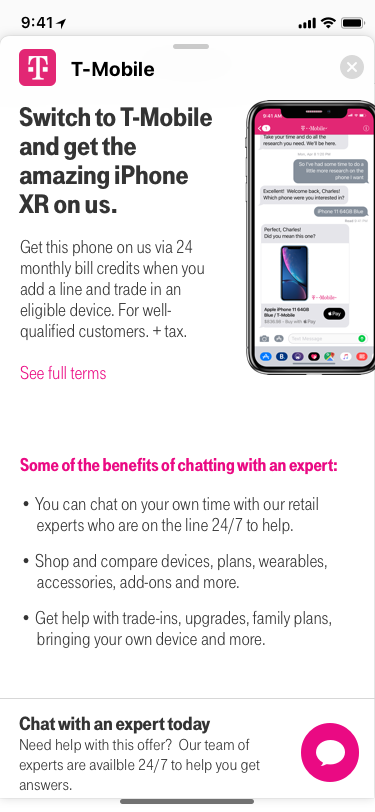 9:41
T-Mobile
Switch to T-Mobile
and get the
amazing iPhone
XR on us.
Get this phone on us via 24
monthly bill credits when you
add a line and trade in an
eligible device. For well-
qualified customers. + tax.
See full terms
9:41 AM
T-Mobile
Take your time and do all the
research you need. We'll be here.
So I've had some time to do a
little more research on the
phone I want
Excellent! Welcome back, Charles!
Which phone were you interested in?
iPhone 11 64GB Blue
Perfect, Charles!
Did you mean this one?
T-Mobile
Apple iPhone 11 64GB
Blue / T-Mobile
Buy with Pay
Pay
Text Message
Some of the benefits of chatting with an expert:
• You can chat on your own time with our retail
experts who are on the line 24/7 to help.
• Shop and compare devices, plans, wearables,
accessories, add-ons and more.
• Get help with trade-ins, upgrades, family plans,
bringing your own device and more.
Chat with an expert today
Need help with this offer? Our team of
experts are availble 24/7 to help you get
answers.